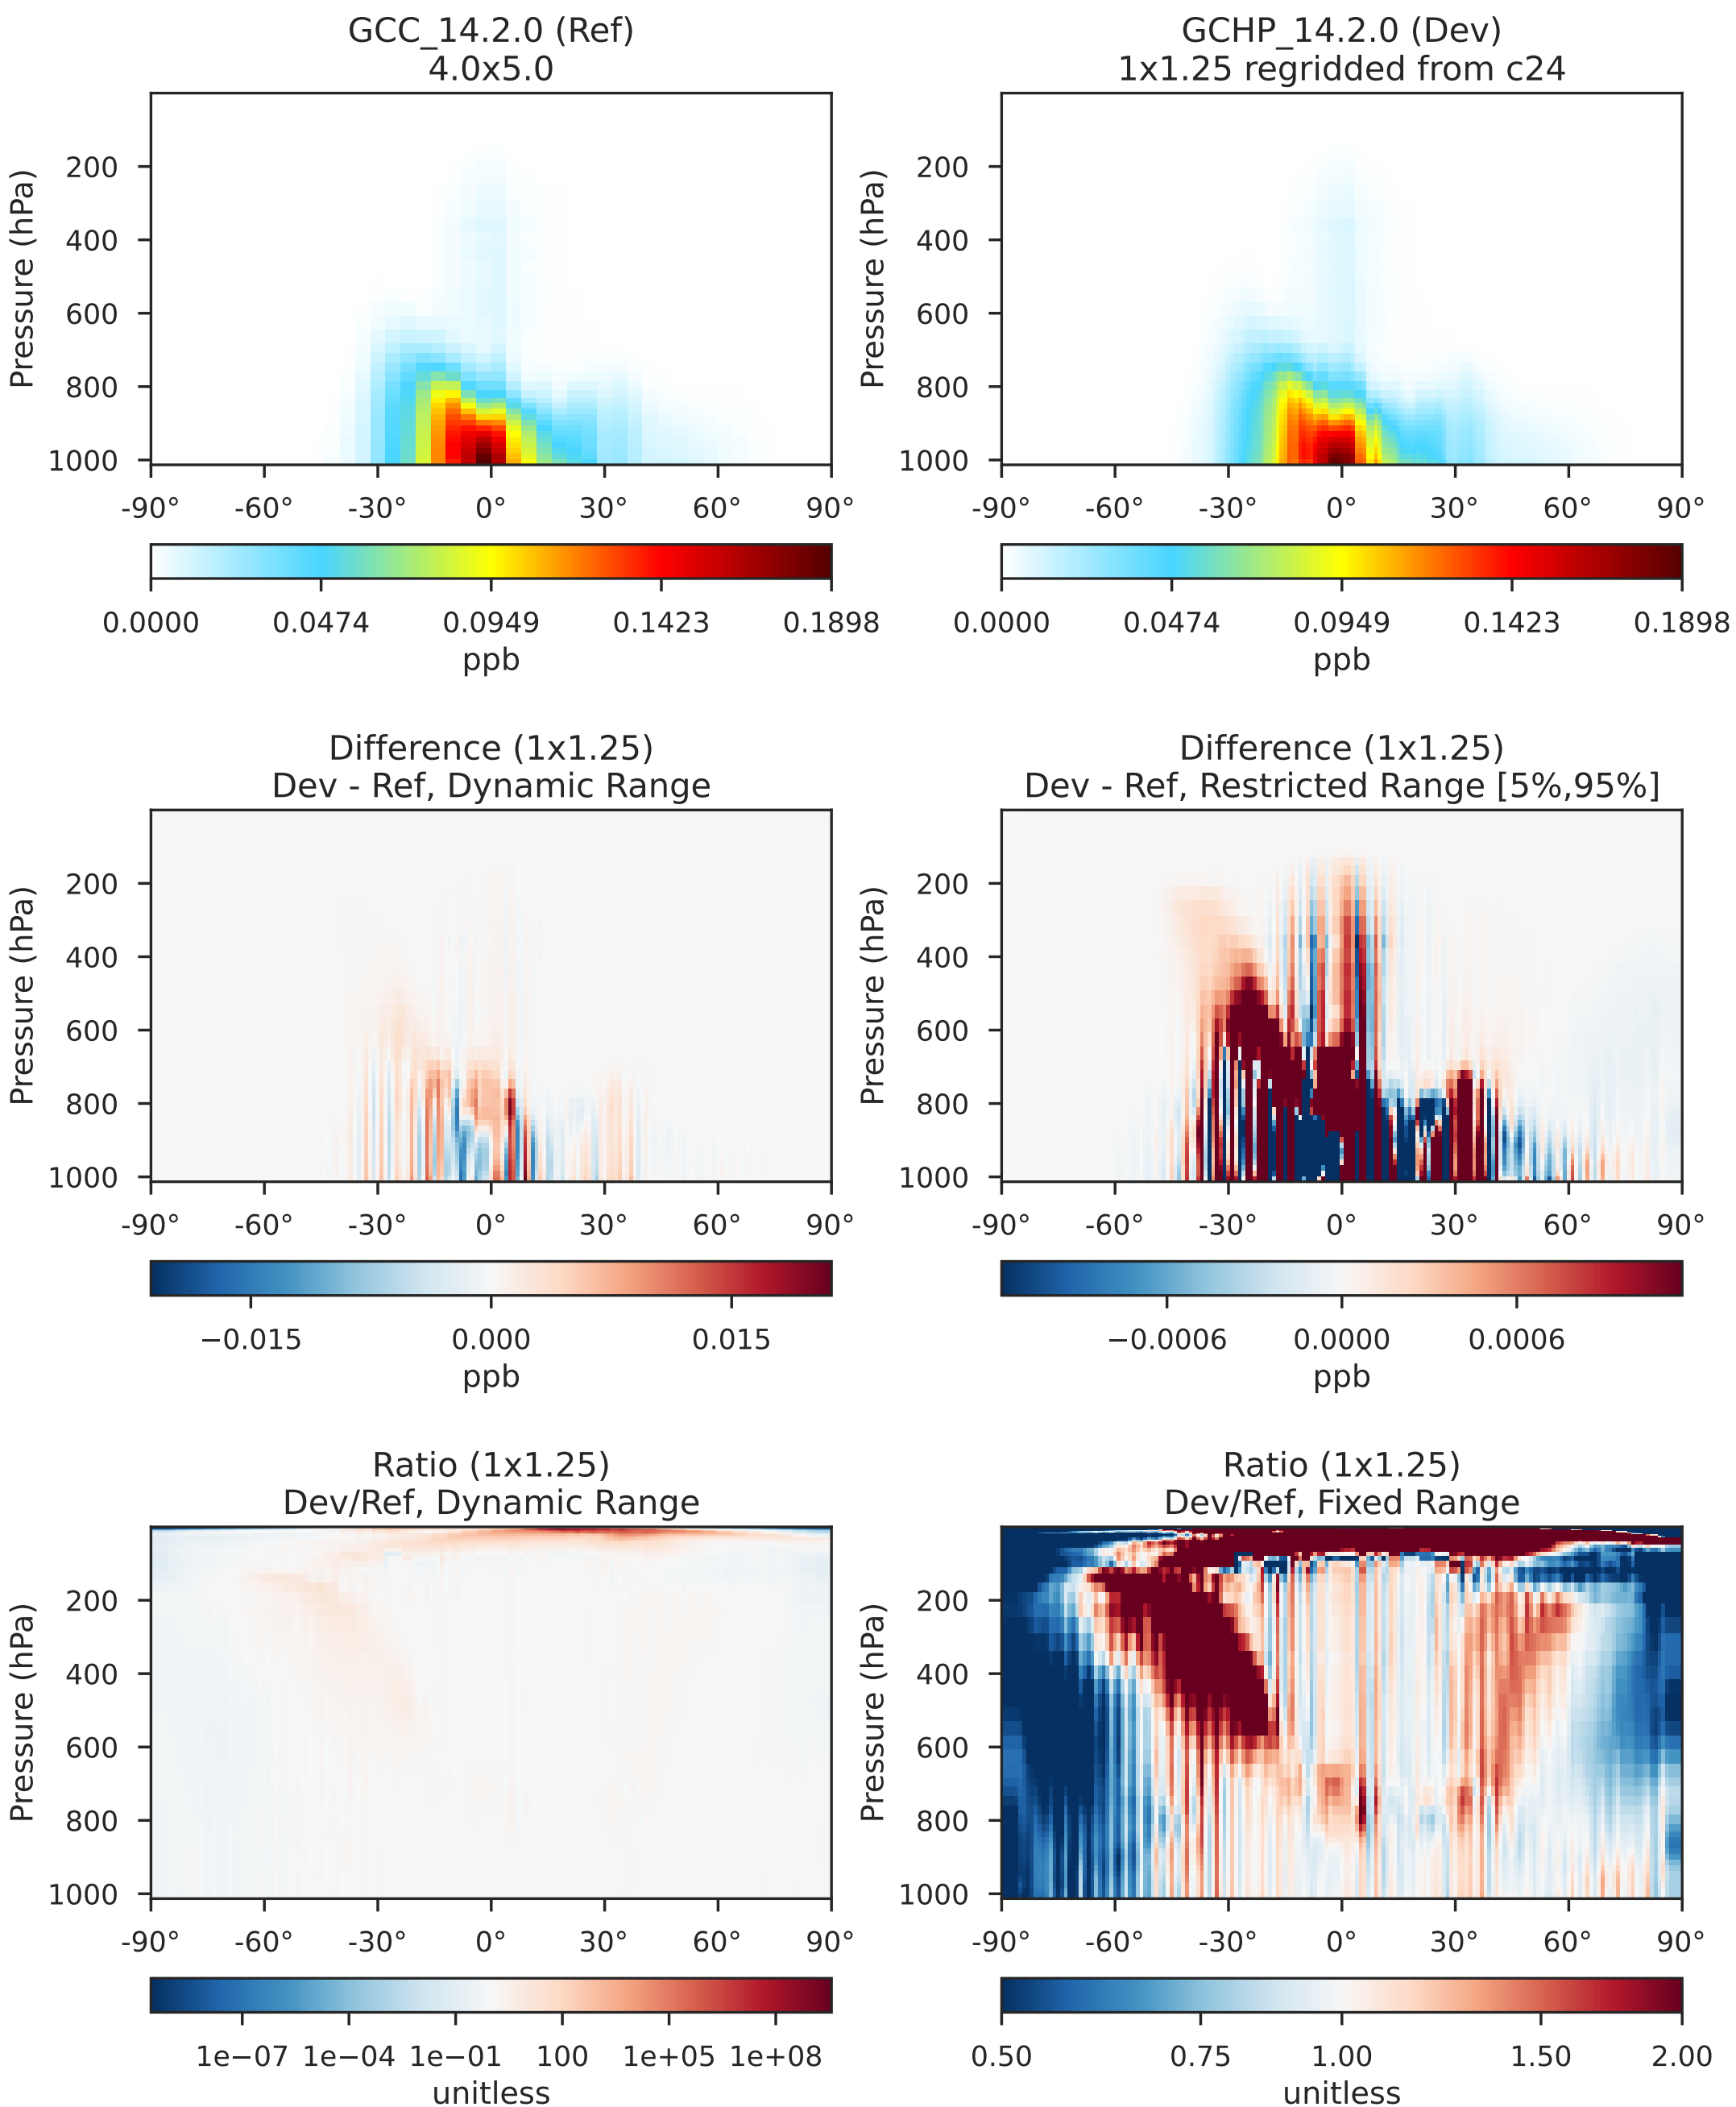 GCC_14.2.0 (Ref)
4.0x5.0
Pressure (hPa)
200
400
600
800
1000
-90° -60° -30° 0° 30° 60° 90°
0.0000 0.0474 0.0949 0.1423 0.1898
ppb
GCHP_14.2.0 (Dev)
1x1.25 regridded from c24
Pressure (hPa)
200
400
600
800
1000
-90° -60° -30° 0° 30° 60° 90°
0.0000 0.0474 0.0949 0.1423 0.1898
ppb
Difference (1x1.25)
Dev - Ref, Dynamic Range
Pressure (hPa)
200
400
600
800
1000
-90° -60° -30° 0° 30° 60° 90°
−0.015 0.000 0.015
ppb
Difference (1x1.25)
Dev - Ref, Restricted Range [5%,95%]
Pressure (hPa)
200
400
600
800
1000
-90° -60° -30° 0° 30° 60° 90°
−0.0006 0.0000 0.0006
ppb
Ratio (1x1.25)
Dev/Ref, Dynamic Range
Pressure (hPa)
200
400
600
800
1000
-90° -60° -30° 0° 30° 60° 90°
1e−07 1e−04 1e−01 100 1e+05 1e+08
unitless
Ratio (1x1.25)
Dev/Ref, Fixed Range
Pressure (hPa)
200
400
600
800
1000
-90° -60° -30° 0° 30° 60° 90°
0.50 0.75 1.00 1.50 2.00
unitless